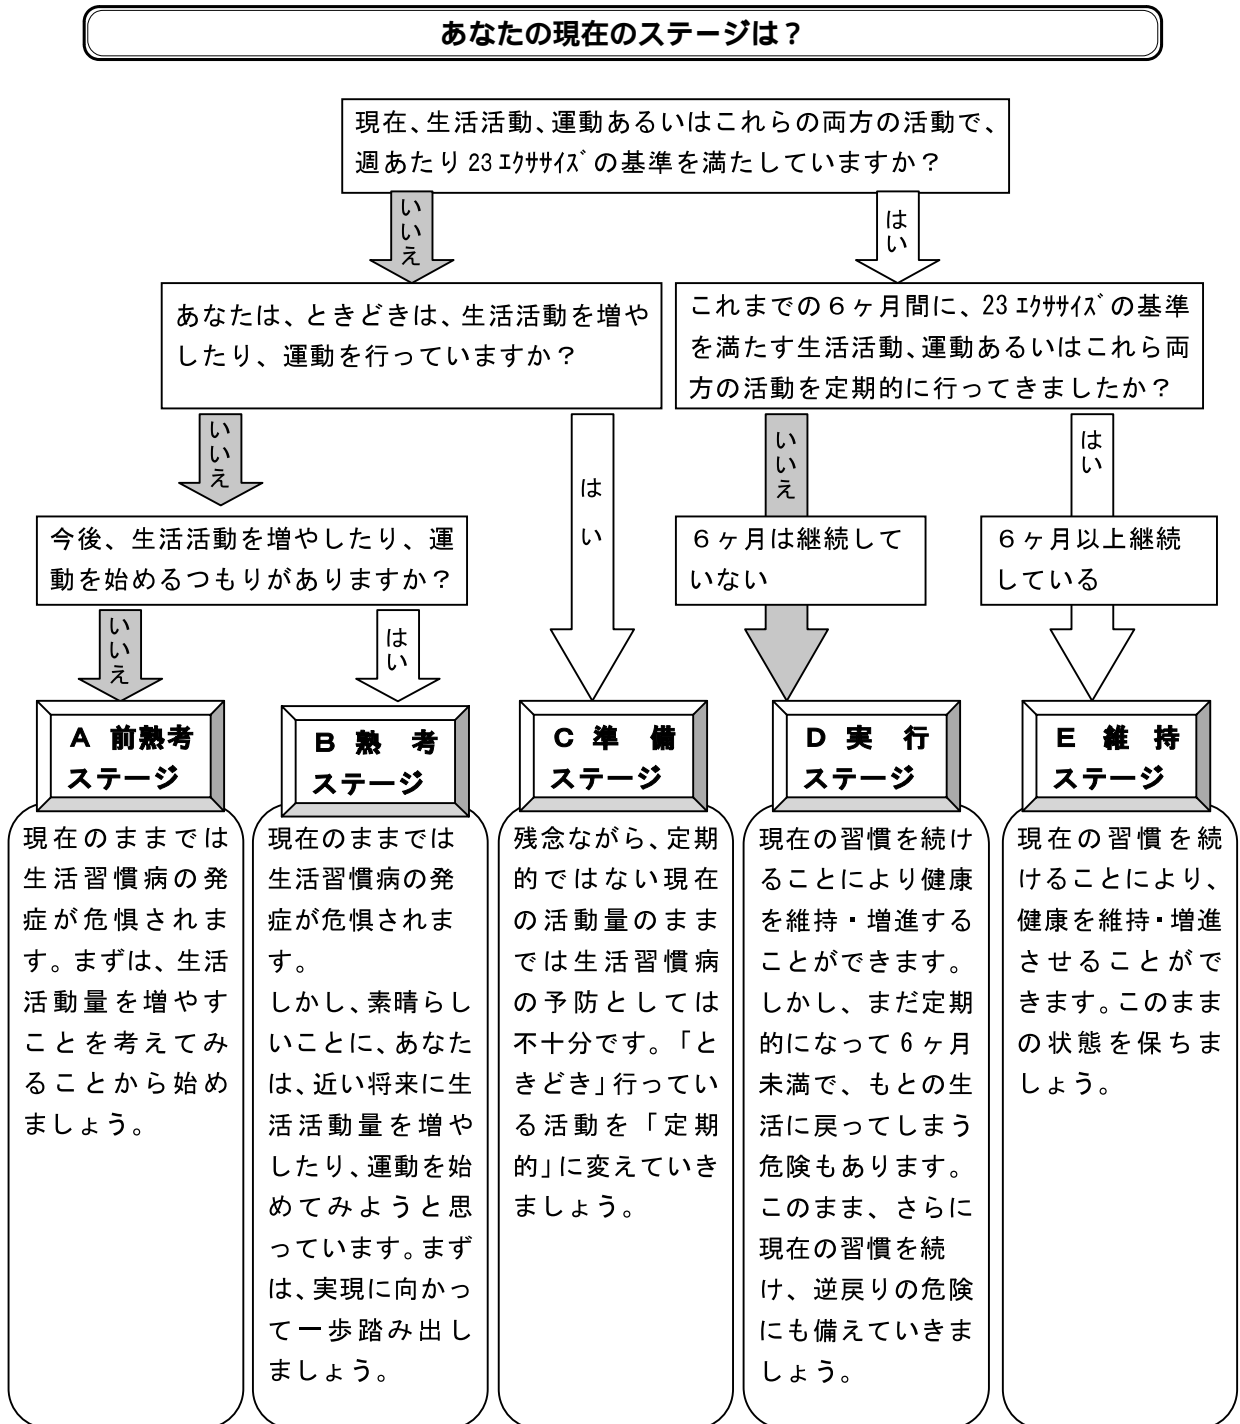 あなたの現在のステージは？
現在、生活活動、運動あるいはこれらの両方の活動で、
週あたり23ｴｸｻｻｲｽﾞの基準を満たしていますか？
いいえ
はい
あなたは、ときどきは、生活活動を増や
したり、運動を行っていますか？
これまでの６ヶ月間に、23ｴｸｻｻｲｽﾞの基準
を満たす生活活動、運動あるいはこれら両
方の活動を定期的に行ってきましたか？
いいえ
はい
いいえ
はい
今後、生活活動を増やしたり、運
動を始めるつもりがありますか？
６ヶ月は継続して
いない
６ヶ月以上継続
している
いいえ
はい
Ａ 前熟考
ステージ
現在のままでは
生活習慣病の発
症が危惧されま
す。まずは、生活
活動量を増やす
ことを考えてみ
ることから始め
ましょう。
Ｂ 熟 考
ステージ
現在のままでは
生活習慣病の発
症が危惧されま
す。
しかし、素晴らし
いことに、あなた
は、近い将来に生
活活動量を増や
したり、運動を始
めてみようと思
っています。まず
は、実現に向かっ
て一歩踏み出し
ましょう。
Ｃ 準 備
ステージ
残念ながら、定期
的ではない現在
の活動量のまま
では生活習慣病
の予防としては
不十分です。「と
きどき」行ってい
る活動を「定期
的」に変えていき
ましょう。
Ｄ 実 行
ステージ
現在の習慣を続け
ることにより健康
を維持・増進する
ことができます。
しかし、まだ定期
的になって６ヶ月
未満で、もとの生
活に戻ってしまう
危険もあります。
このまま、さらに
現在の習慣を続
け、逆戻りの危険
にも備えていきま
しょう。
Ｅ 維 持
ステージ
現在の習慣を続
けることにより、
健康を維持・増進
させることがで
きます。このまま
の状態を保ちま
しょう。